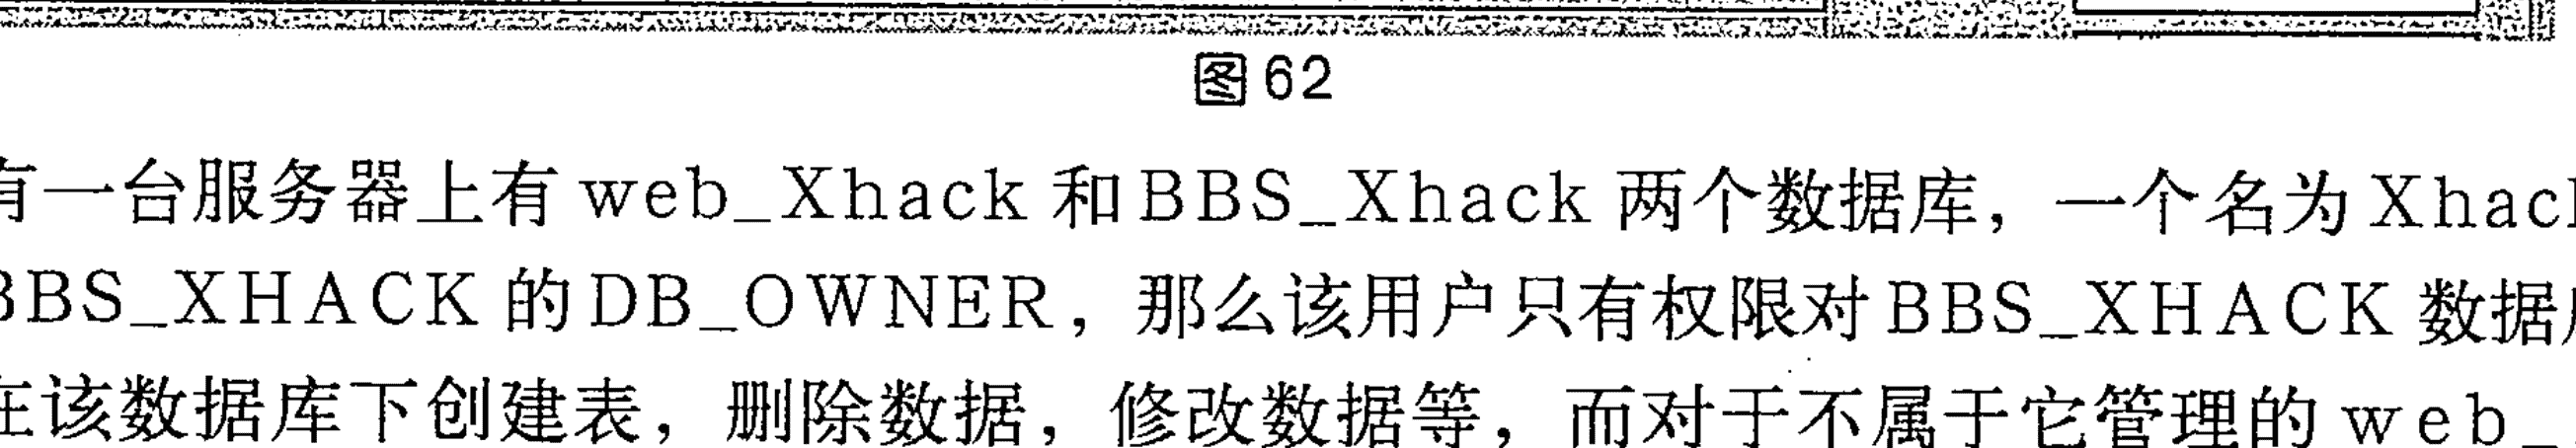 图62
有一台服务器上有web_Xhack和BBS_Xhack两个数据库，一个名为Xhack
BBS_XHACK的DB_OWNER，那么该用户只有权限对BBS_XHACK数据库
在该数据库下创建表，删除数据，修改数据等，而对于不属于它管理的web_